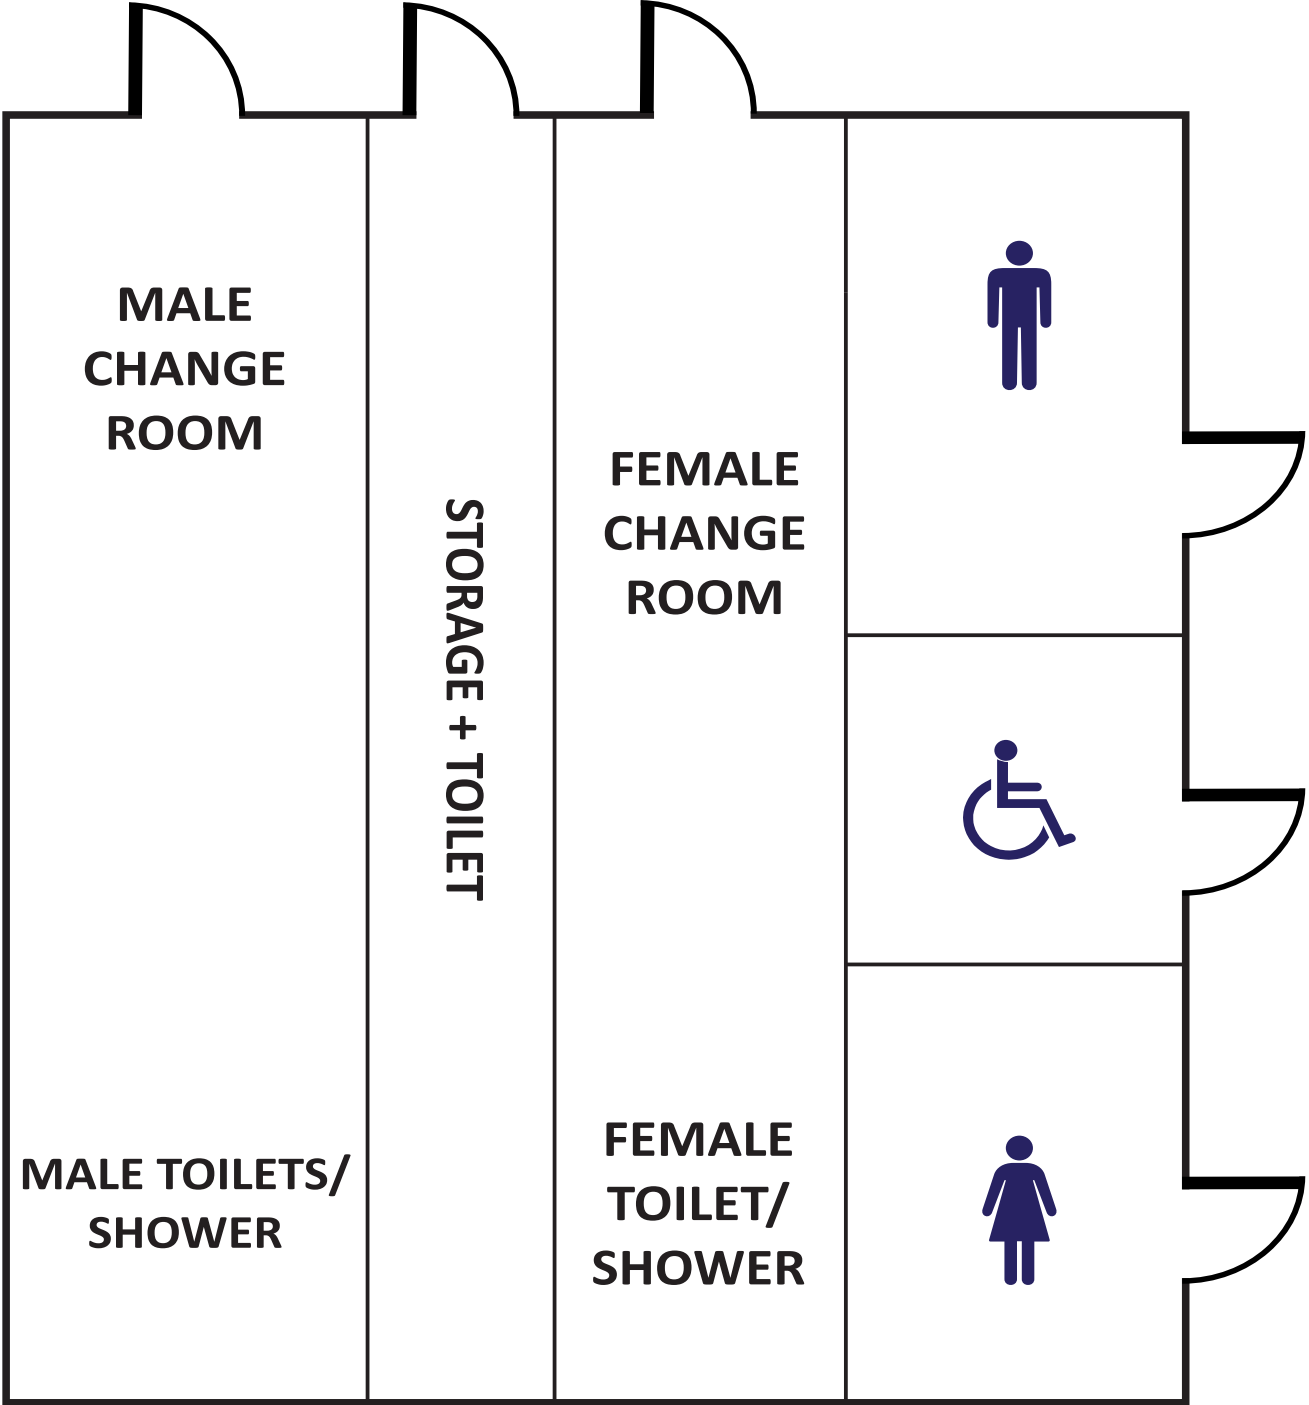 MALE
CHANGE
ROOM
MALE TOILETS/
SHOWER
STORAGE + TOILET
FEMALE
CHANGE
ROOM
FEMALE
TOILET/
SHOWER